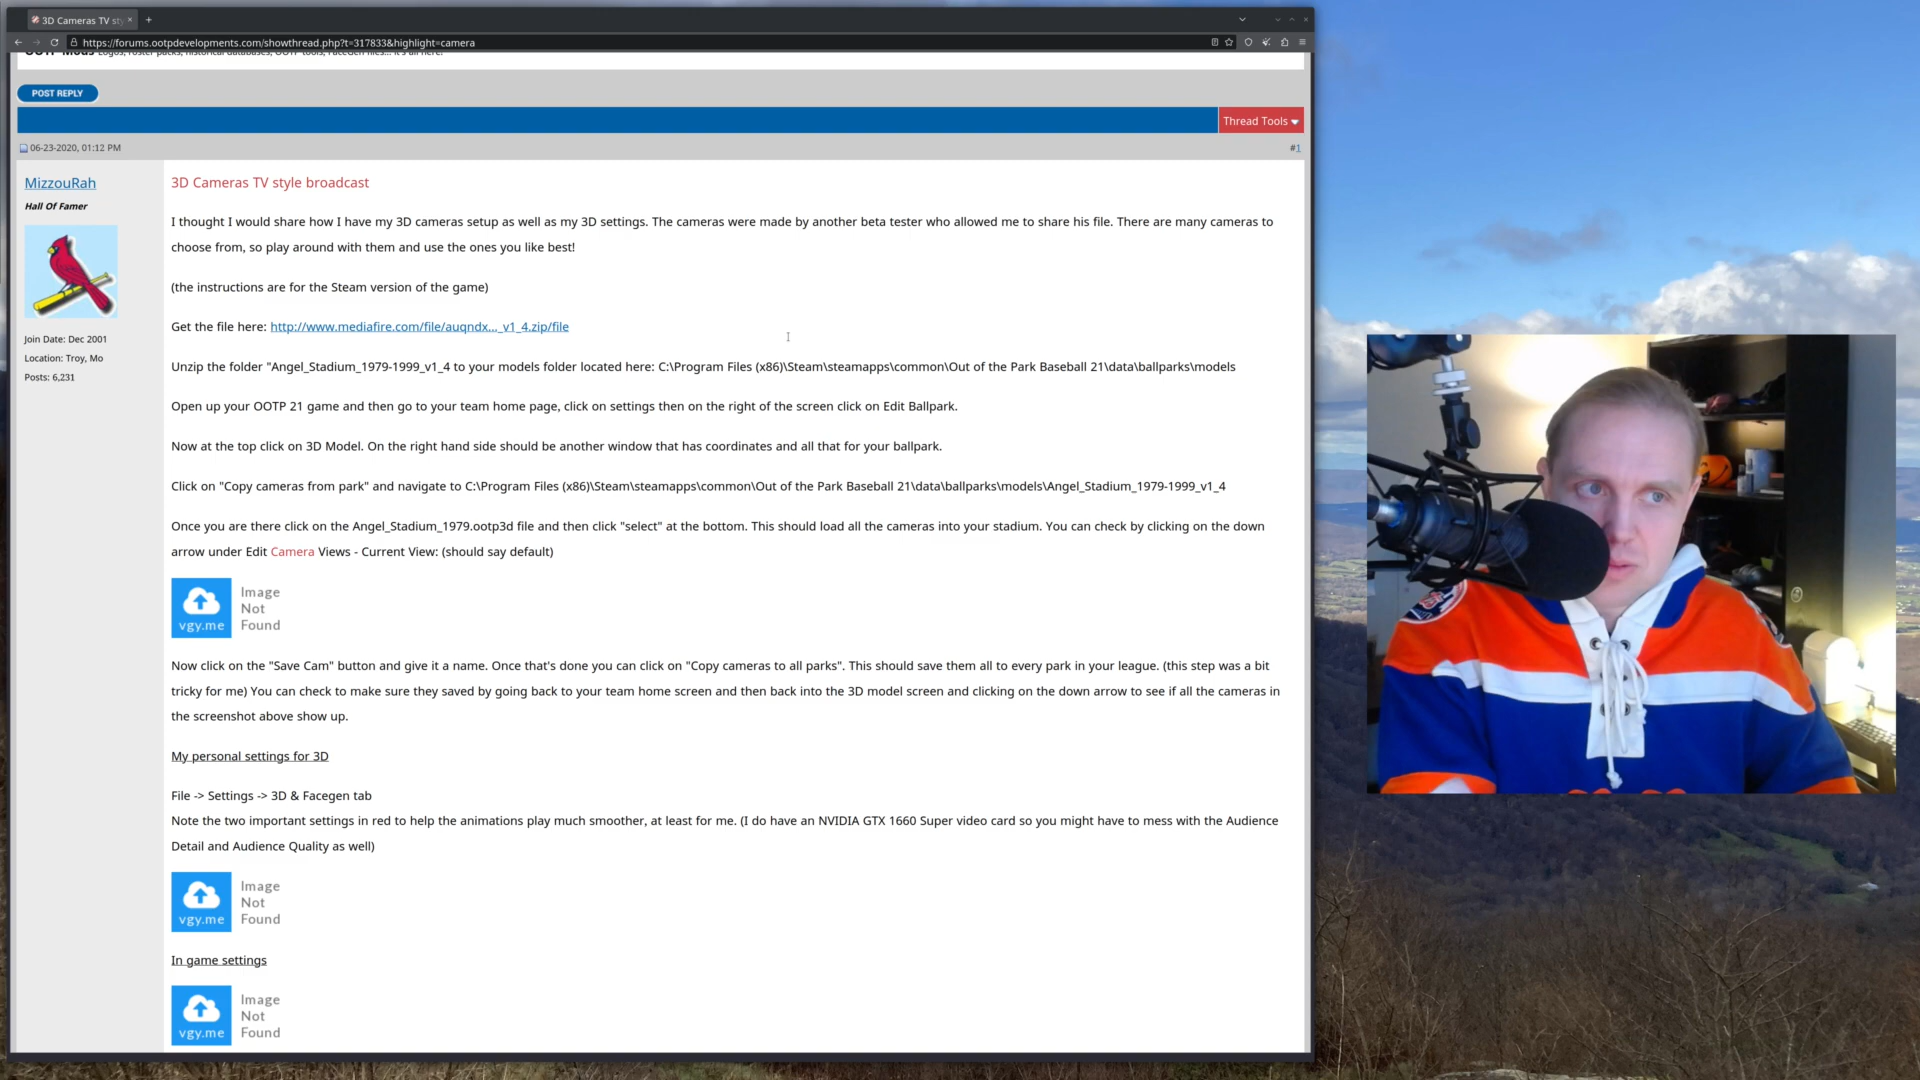 3D Cameras TV sty
https://forums.ootpdevelopments.com/showthread.php?t=317833&highlight=camera
OOTP Mods Logos, roster packs, historical databases, OOTP tools, FaceGen files... it's all here!
POST REPLY
Thread Tools
06-23-2020, 01:12 PM
#1
MizzouRah
Hall Of Famer
Join Date: Dec 2001
Location: Troy, Mo
Posts: 6,231
3D Cameras TV style broadcast
I thought I would share how I have my 3D cameras setup as well as my 3D settings. The cameras were made by another beta tester who allowed me to share his file. There are many cameras to
choose from, so play around with them and use the ones you like best!
(the instructions are for the Steam version of the game)
Get the file here: http://www.mediafire.com/file/auqndx..._v1_4.zip/file
Unzip the folder "Angel_Stadium_1979-1999_v1_4 to your models folder located here: C:\Program Files (x86)\Steam\steamapps\common\Out of the Park Baseball 21\data\ballparks\models
Open up your OOTP 21 game and then go to your team home page, click on settings then on the right of the screen click on Edit Ballpark.
Now at the top click on 3D Model. On the right hand side should be another window that has coordinates and all that for your ballpark.
Click on "Copy cameras from park" and navigate to C:\Program Files (x86)\Steam\steamapps\common\Out of the Park Baseball 21\data\ballparks\models\Angel_Stadium_1979-1999_v1_4
Once you are there click on the Angel_Stadium_1979.ootp3d file and then click "select" at the bottom. This should load all the cameras into your stadium. You can check by clicking on the down
arrow under Edit Camera Views - Current View: (should say default)
Image
Not
Found
vgy.me
Now click on the "Save Cam" button and give it a name. Once that's done you can click on "Copy cameras to all parks". This should save them all to every park in your league. (this step was a bit
tricky for me) You can check to make sure they saved by going back to your team home screen and then back into the 3D model screen and clicking on the down arrow to see if all the cameras in
the screenshot above show up.
My personal settings for 3D
File -> Settings -> 3D & Facegen tab
Note the two important settings in red to help the animations play much smoother, at least for me. (I do have an NVIDIA GTX 1660 Super video card so you might have to mess with the Audience
Detail and Audience Quality as well)
Image
Not
Found
vgy.me
In game settings
Image
Not
Found
vgy.me